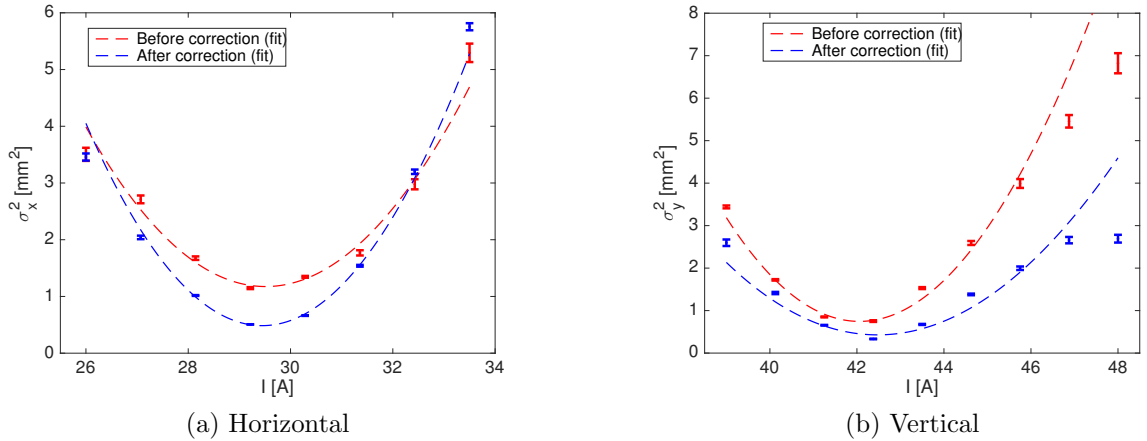 6
5
4
3
2
1
0
σx² [mm²]
Before correction (fit)
After correction (fit)
26 28 30 32 34
I [A]
(a) Horizontal
8
7
6
5
4
3
2
1
0
σy² [mm²]
Before correction (fit)
After correction (fit)
40 42 44 46 48
I [A]
(b) Vertical